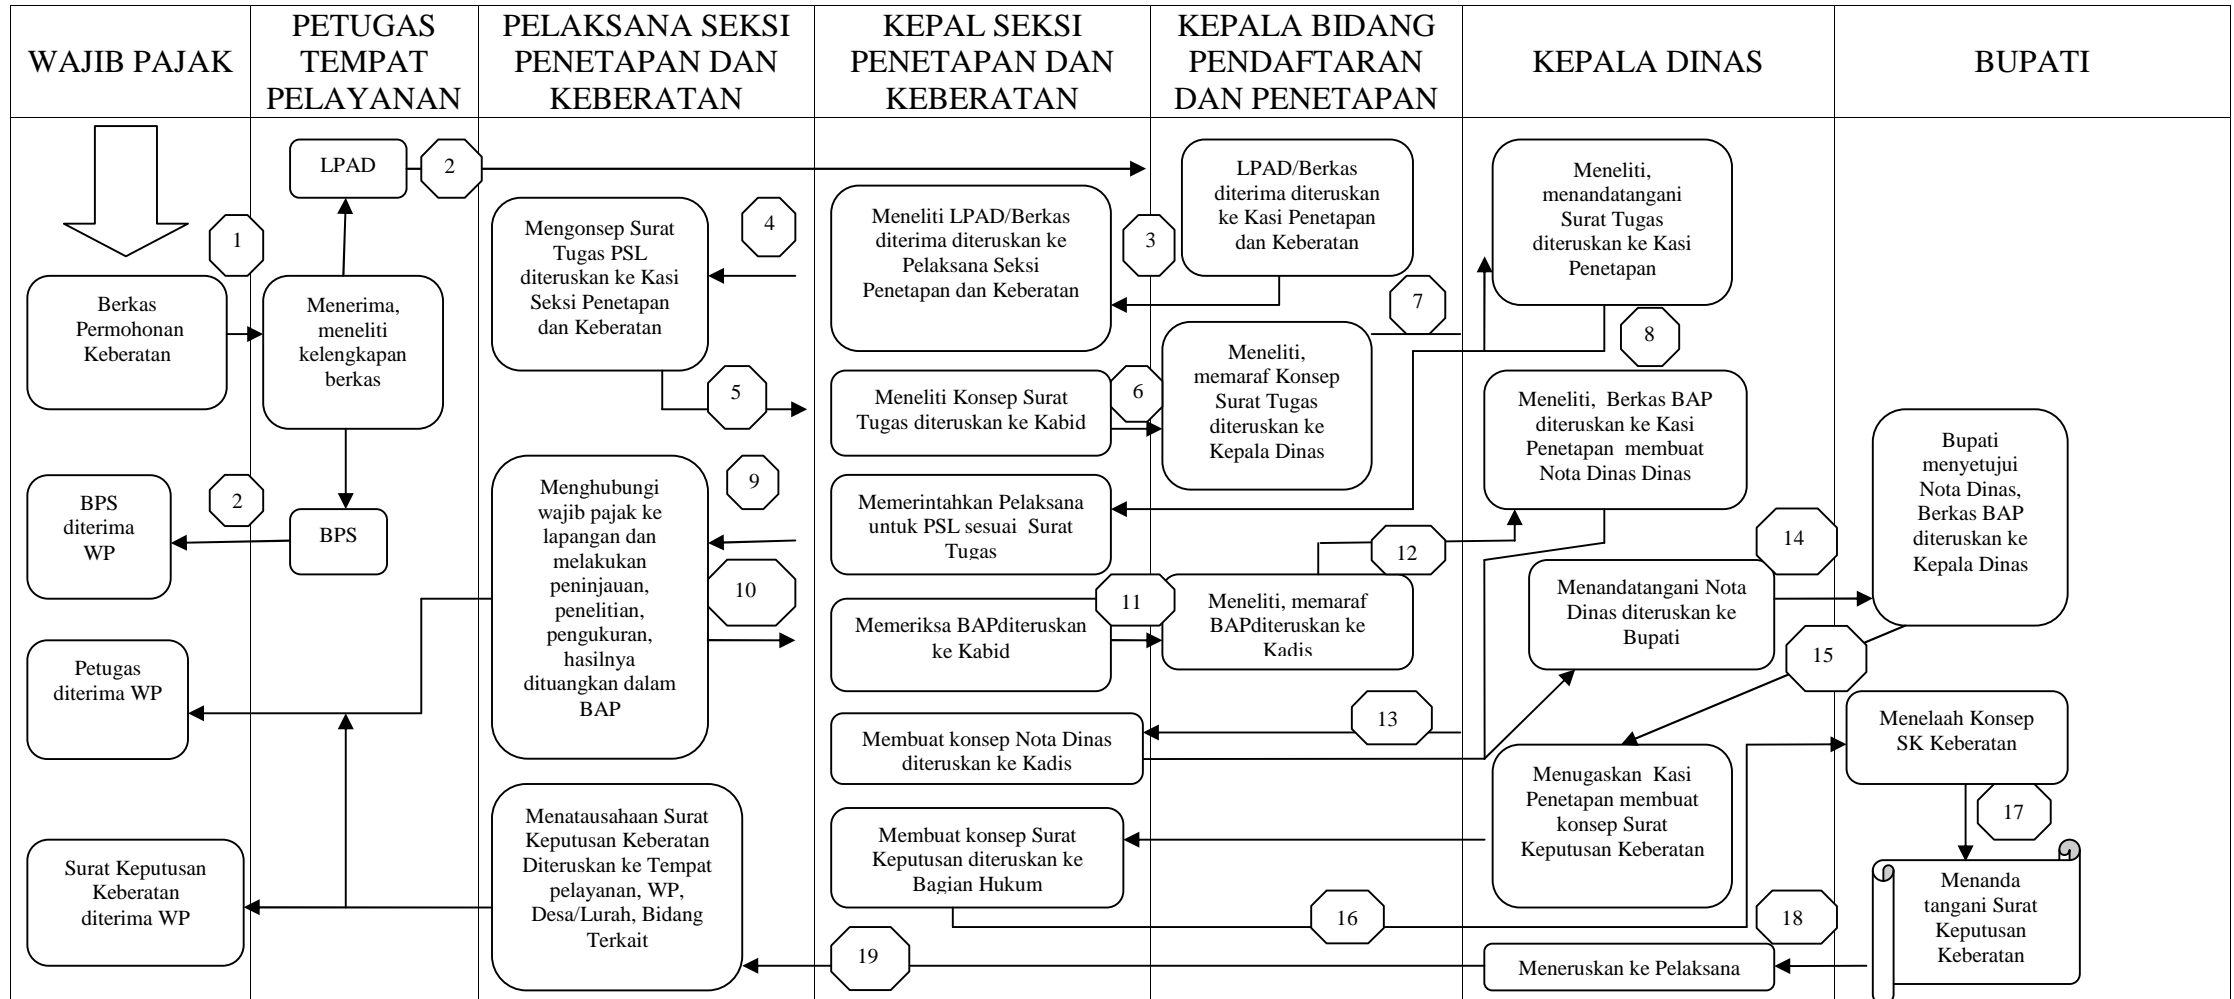 WAJIB PAJAK
PETUGAS
TEMPAT
PELAYANAN
PELAKSANA SEKSI
PENETAPAN DAN
KEBERATAN
KEPAL SEKSI
PENETAPAN DAN
KEBERATAN
KEPALA BIDANG
PENDAFTARAN
DAN PENETAPAN
KEPALA DINAS
BUPATI
1
Berkas
Permohonan
Keberatan
BPS
diterima
WP
2
Petugas
diterima WP
Surat Keputusan
Keberatan
diterima WP
LPAD
2
Menerima,
meneliti
kelengkapan
berkas
BPS
Mengonsep Surat
Tugas PSL
diteruskan ke Kasi
Seksi Penetapan
dan Keberatan
4
5
Menghubungi
wajib pajak ke
lapangan dan
melakukan
peninjauan,
penelitian,
pengukuran,
hasilnya
dituangkan dalam
BAP
9
10
Menatausahaan Surat
Keputusan Keberatan
Diteruskan ke Tempat
pelayanan, WP,
Desa/Lurah, Bidang
Terkait
Meneliti LPAD/Berkas
diterima diteruskan ke
Pelaksana Seksi
Penetapan dan Keberatan
3
Meneliti Konsep Surat
Tugas diteruskan ke Kabid
6
Memerintahkan Pelaksana
untuk PSL sesuai  Surat
Tugas
Memeriksa BAPditeruskan
ke Kabid
11
Membuat konsep Nota Dinas
diteruskan ke Kadis
Membuat konsep Surat
Keputusan diteruskan ke
Bagian Hukum
19
LPAD/Berkas
diterima diteruskan
ke Kasi Penetapan
dan Keberatan
7
Meneliti,
memaraf Konsep
Surat Tugas
diteruskan ke
Kepala Dinas
12
Meneliti, memaraf
BAPditeruskan ke
Kadis
13
16
Meneliti,
menandatangani
Surat Tugas
diteruskan ke Kasi
Penetapan
8
Meneliti,  Berkas BAP
diteruskan ke Kasi
Penetapan  membuat
Nota Dinas Dinas
14
Menandatangani Nota
Dinas diteruskan ke
Bupati
15
Menugaskan  Kasi
Penetapan membuat
konsep Surat
Keputusan Keberatan
18
Meneruskan ke Pelaksana
Bupati
menyetujui
Nota Dinas,
Berkas BAP
diteruskan ke
Kepala Dinas
Menelaah Konsep
SK Keberatan
17
Menanda
tangani Surat
Keputusan
Keberatan